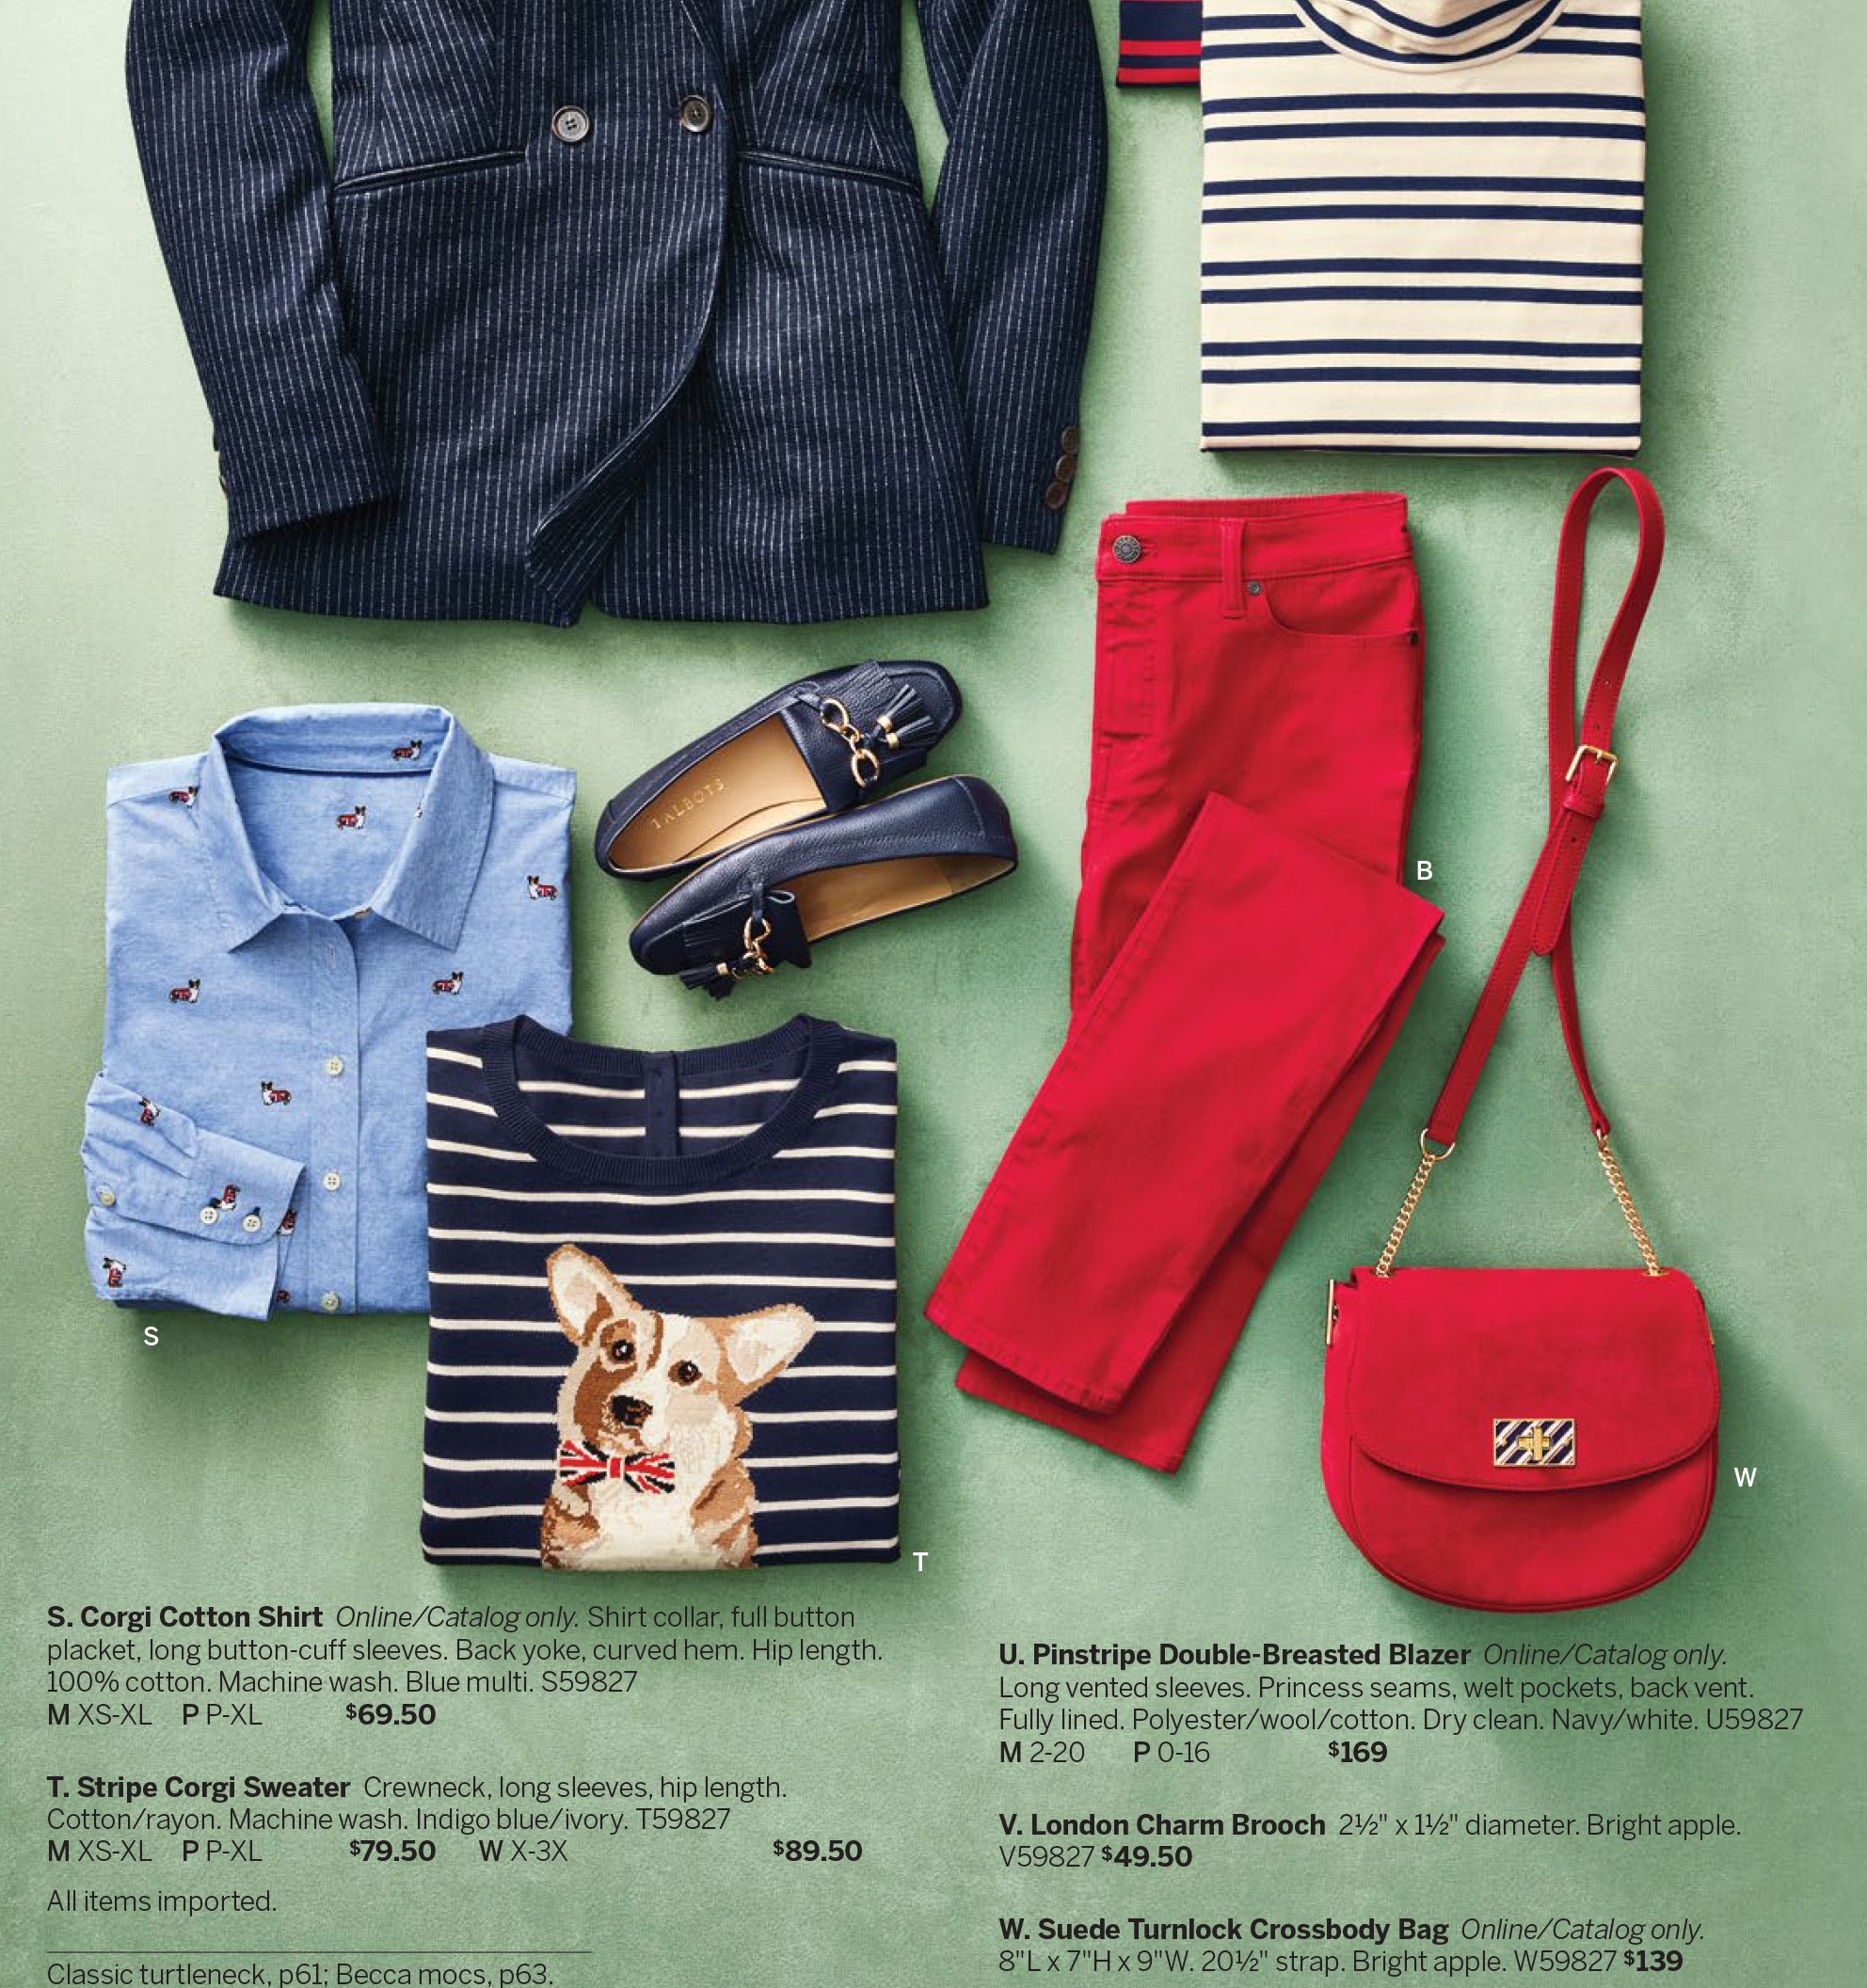 TALBOTS
B
S
W
T
S. Corgi Cotton Shirt Online/Catalog only. Shirt collar, full button
placket, long button-cuff sleeves. Back yoke, curved hem. Hip length.
100% cotton. Machine wash. Blue multi. S59827
M XS-XL P P-XL $69.50
T. Stripe Corgi Sweater Crewneck, long sleeves, hip length.
Cotton/rayon. Machine wash. Indigo blue/ivory. T59827
M XS-XL P P-XL $79.50 W X-3X $89.50
All items imported.
Classic turtleneck, p61; Becca mocs, p63.
U. Pinstripe Double-Breasted Blazer Online/Catalog only.
Long vented sleeves. Princess seams, welt pockets, back vent.
Fully lined. Polyester/wool/cotton. Dry clean. Navy/white. U59827
M 2-20 P 0-16 $169
V. London Charm Brooch 2½" x 1½" diameter. Bright apple.
V59827 $49.50
W. Suede Turnlock Crossbody Bag Online/Catalog only.
8"L x 7"H x 9"W. 20½" strap. Bright apple. W59827 $139